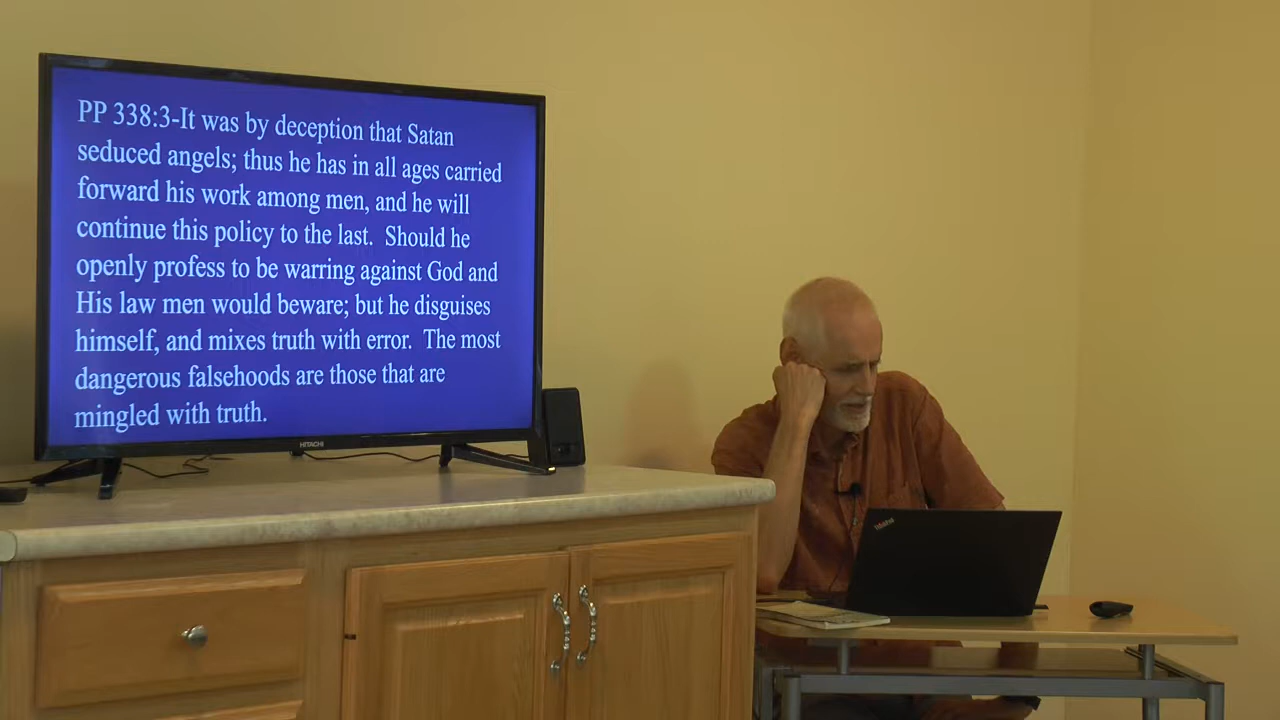 PP 338:3-It was by deception that Satan
seduced angels; thus he has in all ages carried
forward his work among men, and he will
continue this policy to the last.  Should he
openly profess to be warring against God and
His law men would beware; but he disguises
himself, and mixes truth with error.  The most
dangerous falsehoods are those that are
mingled with truth.
HITACHI
Idaho